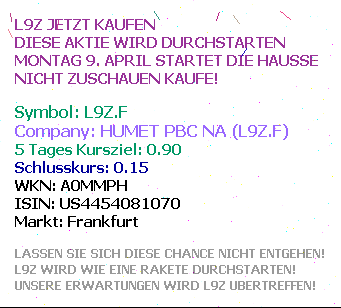 L9Z JETZT KAUFEN
DIESE AKTIE WIRD DURCHSTARTEN
MONTAG 9. APRIL STARTET DIE HAUSSE
NICHT ZUSCHAUEN KAUFE!
Symbol: L9Z.F
Company: HUMET PBC NA (L9Z.F)
5 Tages Kursziel: 0.90
Schlusskurs: 0.15
WKN: A0MMPH
ISIN: US4454081070
Markt: Frankfurt
LASSEN SIE SICH DIESE CHANCE NICHT ENTGEHEN!
L9Z WIRD WIE EINE RAKETE DURCHSTARTEN!
UNSERE ERWARTUNGEN WIRD L9Z UBERTREFFEN!